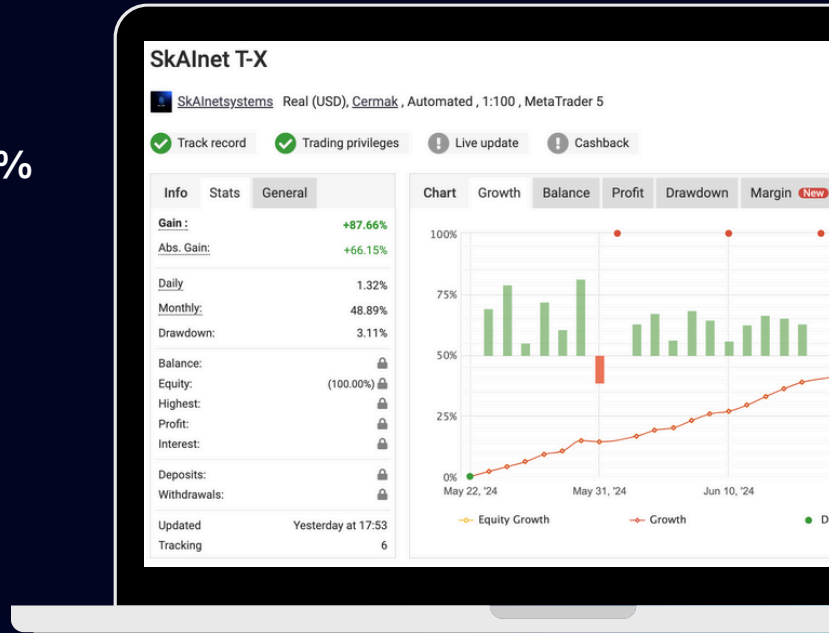 %
SkAInet T-X
SkAInetsystems Real (USD), Cermak , Automated , 1:100 , MetaTrader 5
Track record Trading privileges Live update Cashback
Info Stats General
Gain : +87.66%
Abs. Gain: +66.15%
Daily 1.32%
Monthly: 48.89%
Drawdown: 3.11%
Balance:
Equity: (100.00%)
Highest:
Profit:
Interest:
Deposits:
Withdrawals:
Updated Yesterday at 17:53
Tracking 6
Chart Growth Balance Profit Drawdown Margin New
100%
75%
50%
25%
0%
May 22, '24 May 31, '24 Jun 10, '24
Equity Growth Growth D